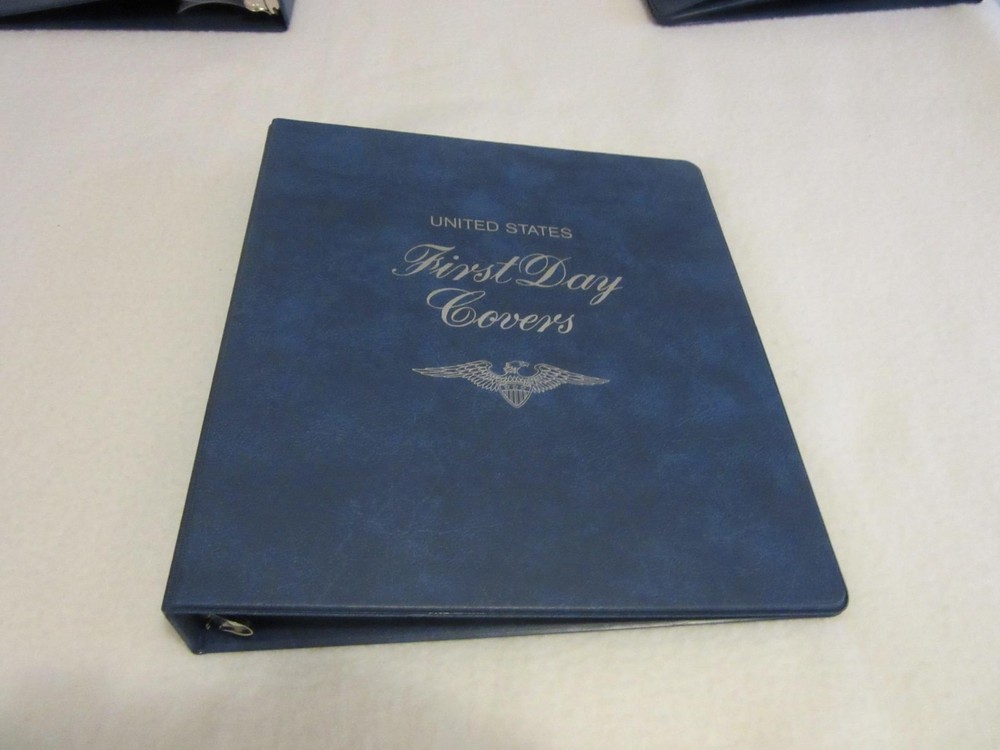 UNITED STATES
First Day
Covers